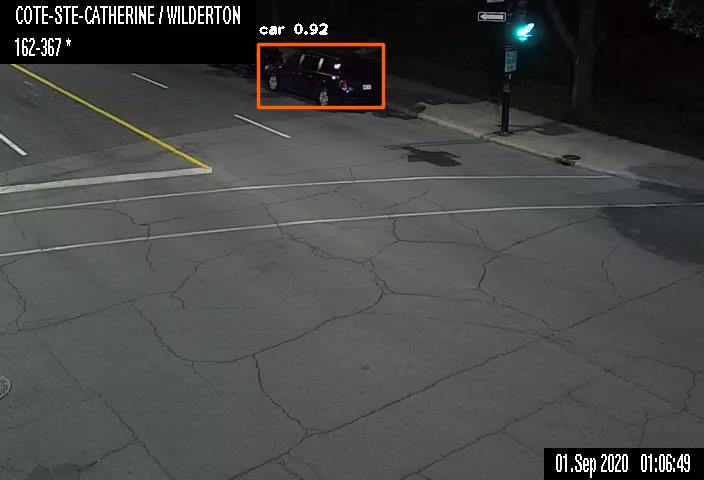 COTE-STE-CATHERINE / WILDERTON
162-367 *
car 0.92
01.Sep 2020 01:06:49